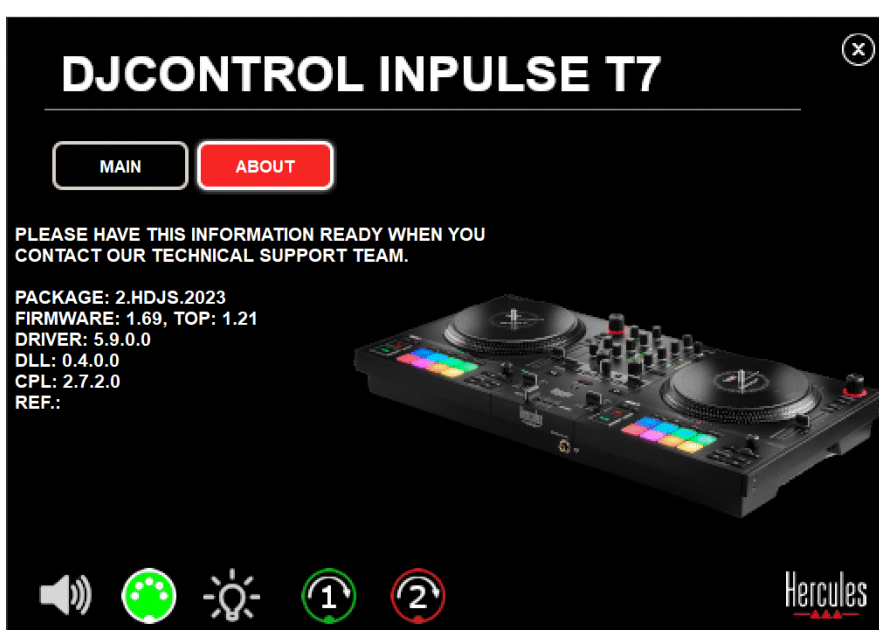 DJCONTROL INPULSE T7
MAIN
ABOUT
PLEASE HAVE THIS INFORMATION READY WHEN YOU
CONTACT OUR TECHNICAL SUPPORT TEAM.
PACKAGE: 2.HDJS.2023
FIRMWARE: 1.69, TOP: 1.21
DRIVER: 5.9.0.0
DLL: 0.4.0.0
CPL: 2.7.2.0
REF.:
1
2
Hercules